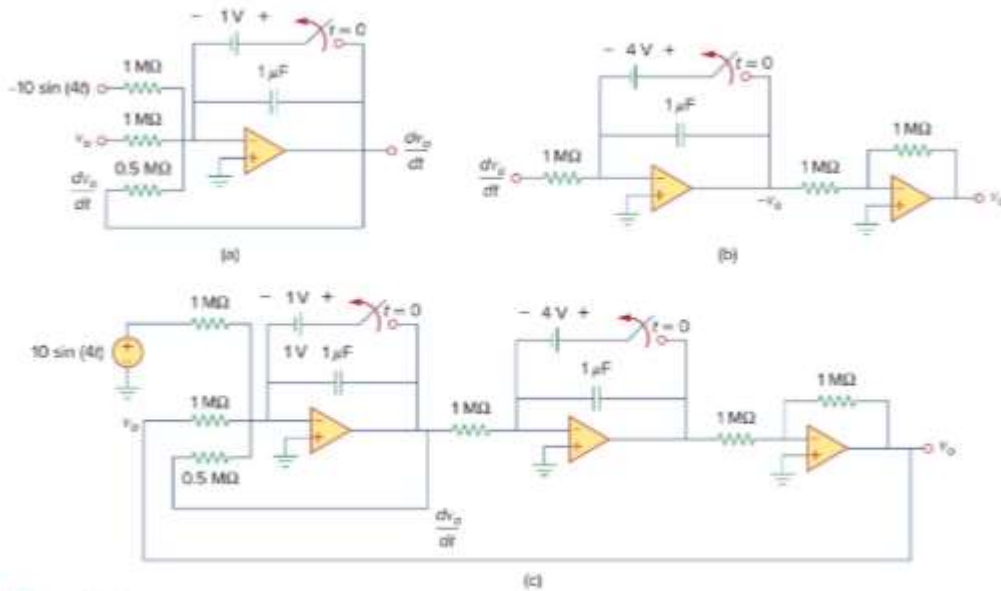 - 1V +
t = 0
1 MΩ
1 μF
-10 sin (4t)
1 MΩ
v_o
0.5 MΩ
dv_o
dt
dv_o
dt
(a)
- 4 V +
t = 0
1 μF
1 MΩ
1 MΩ
1 MΩ
dv_o
dt
-v_o
v_o
(b)
- 1V +
t = 0
1 MΩ
1V 1 μF
10 sin (4t)
1 MΩ
v_o
0.5 MΩ
dv_o
dt
1 MΩ
- 4V +
t = 0
1 μF
1 MΩ
1 MΩ
v_o
(c)